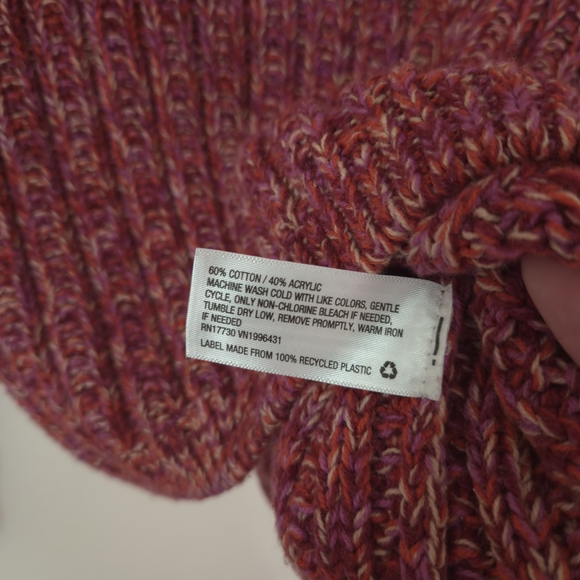 60% COTTON / 40% ACRYLIC
MACHINE WASH COLD WITH LIKE COLORS, GENTLE
CYCLE, ONLY NON-CHLORINE BLEACH IF NEEDED,
TUMBLE DRY LOW, REMOVE PROMPTLY, WARM IRON
IF NEEDED
RN17730 VN1996431
LABEL MADE FROM 100% RECYCLED PLASTIC